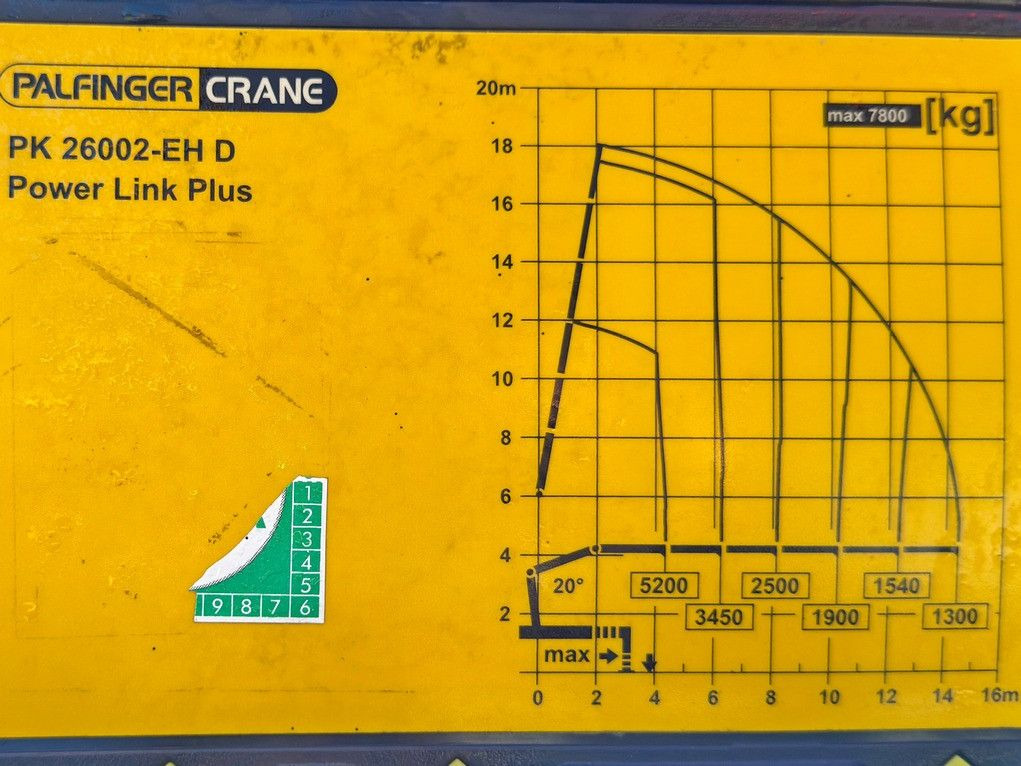 PALFINGER CRANE
PK 26002-EH D
Power Link Plus
20m
max 7800 [kg]
18
16
14
12
10
8
6
4
2
20°
5200
2500
1540
3450
1900
1300
max
0 2 4 6 8 10 12 14 16m
1
2
3
4
5
9 8 7 6